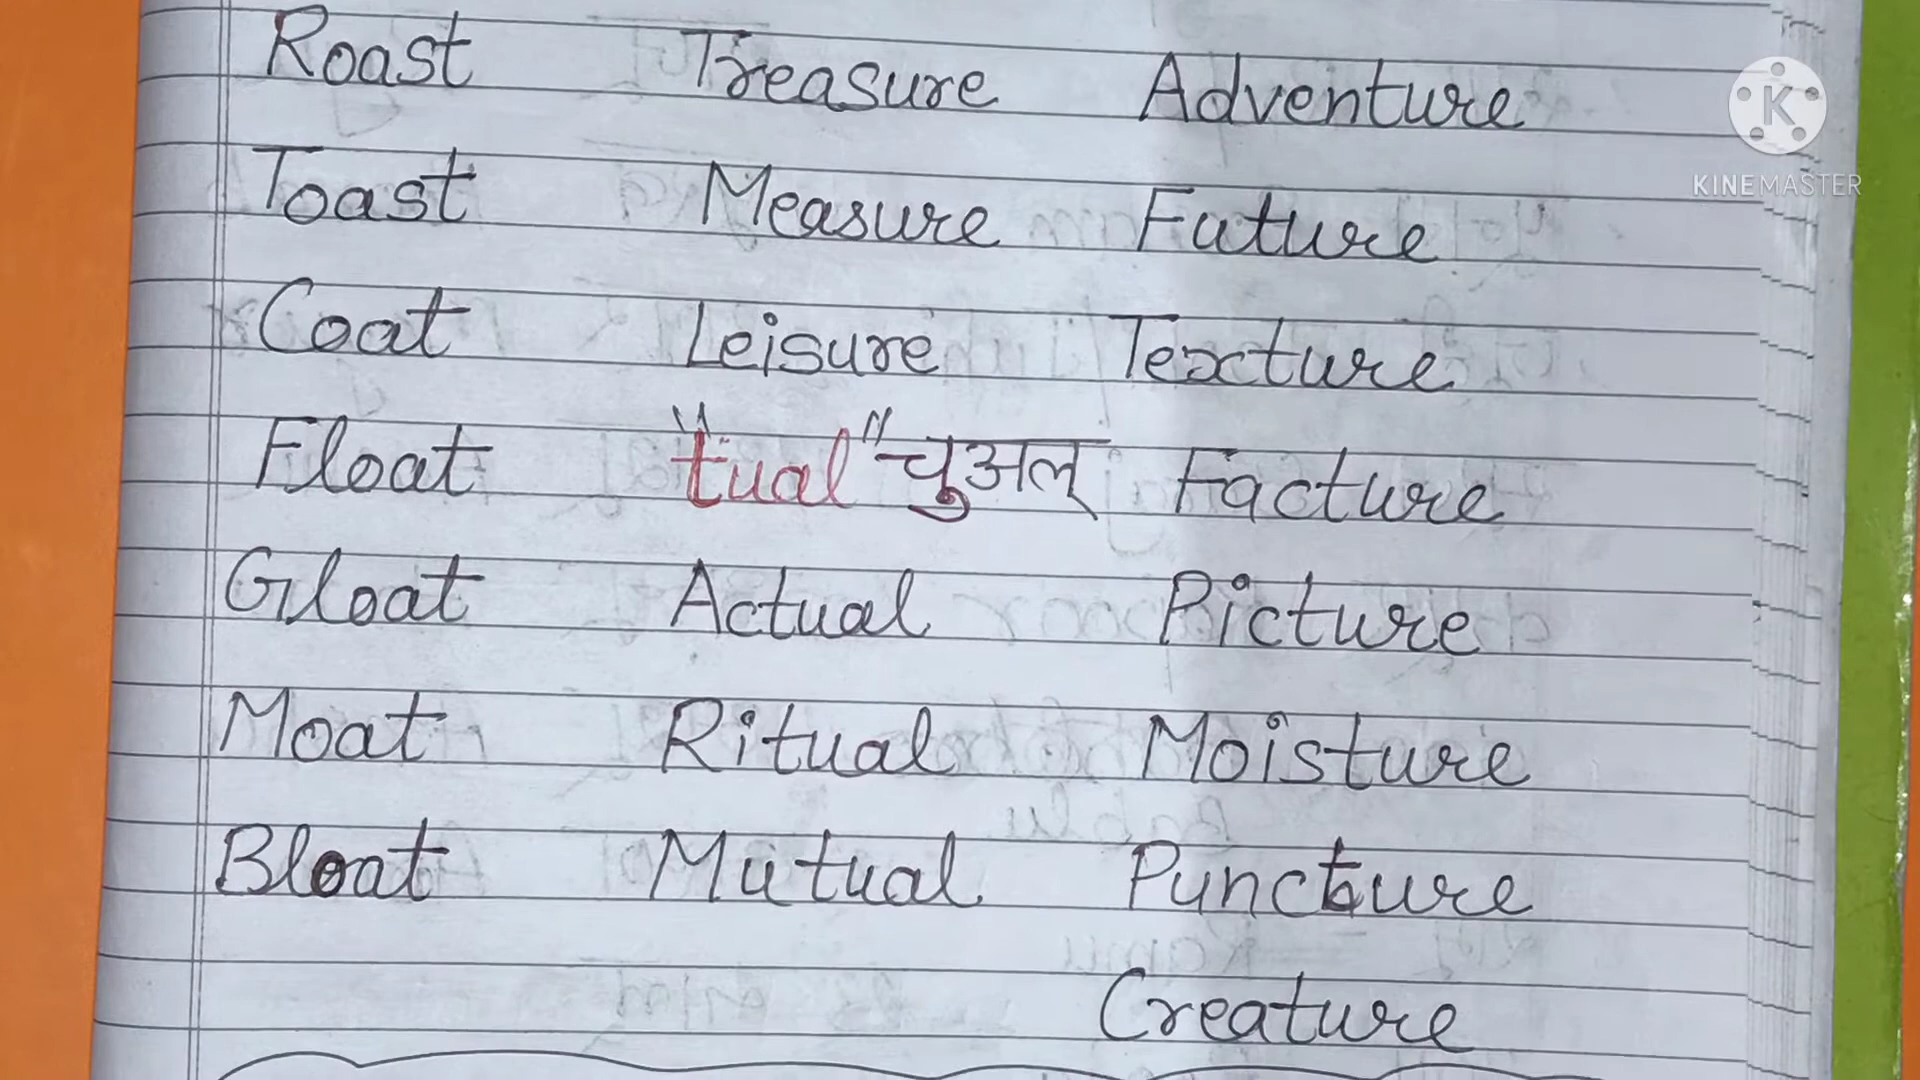 Roast Treasure Adventure
Toast Measure Future
Coat Leisure Texture
Float "tual" चुअल् Facture
Gloat Actual Picture
Moat Ritual Moisture
Bloat Mutual Puncture
Creature
K
KINEMASTER